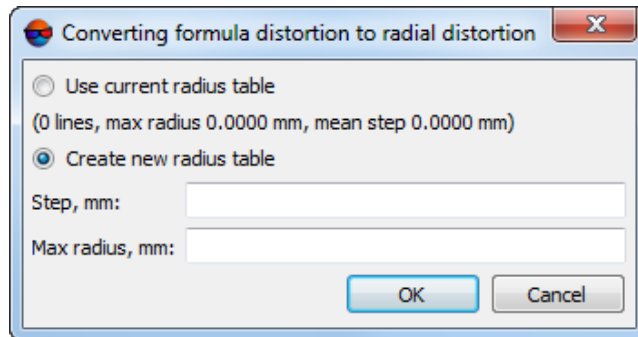 Converting formula distortion to radial distortion
Use current radius table
(0 lines, max radius 0.0000 mm, mean step 0.0000 mm)
Create new radius table
Step, mm:
Max radius, mm:
OK Cancel